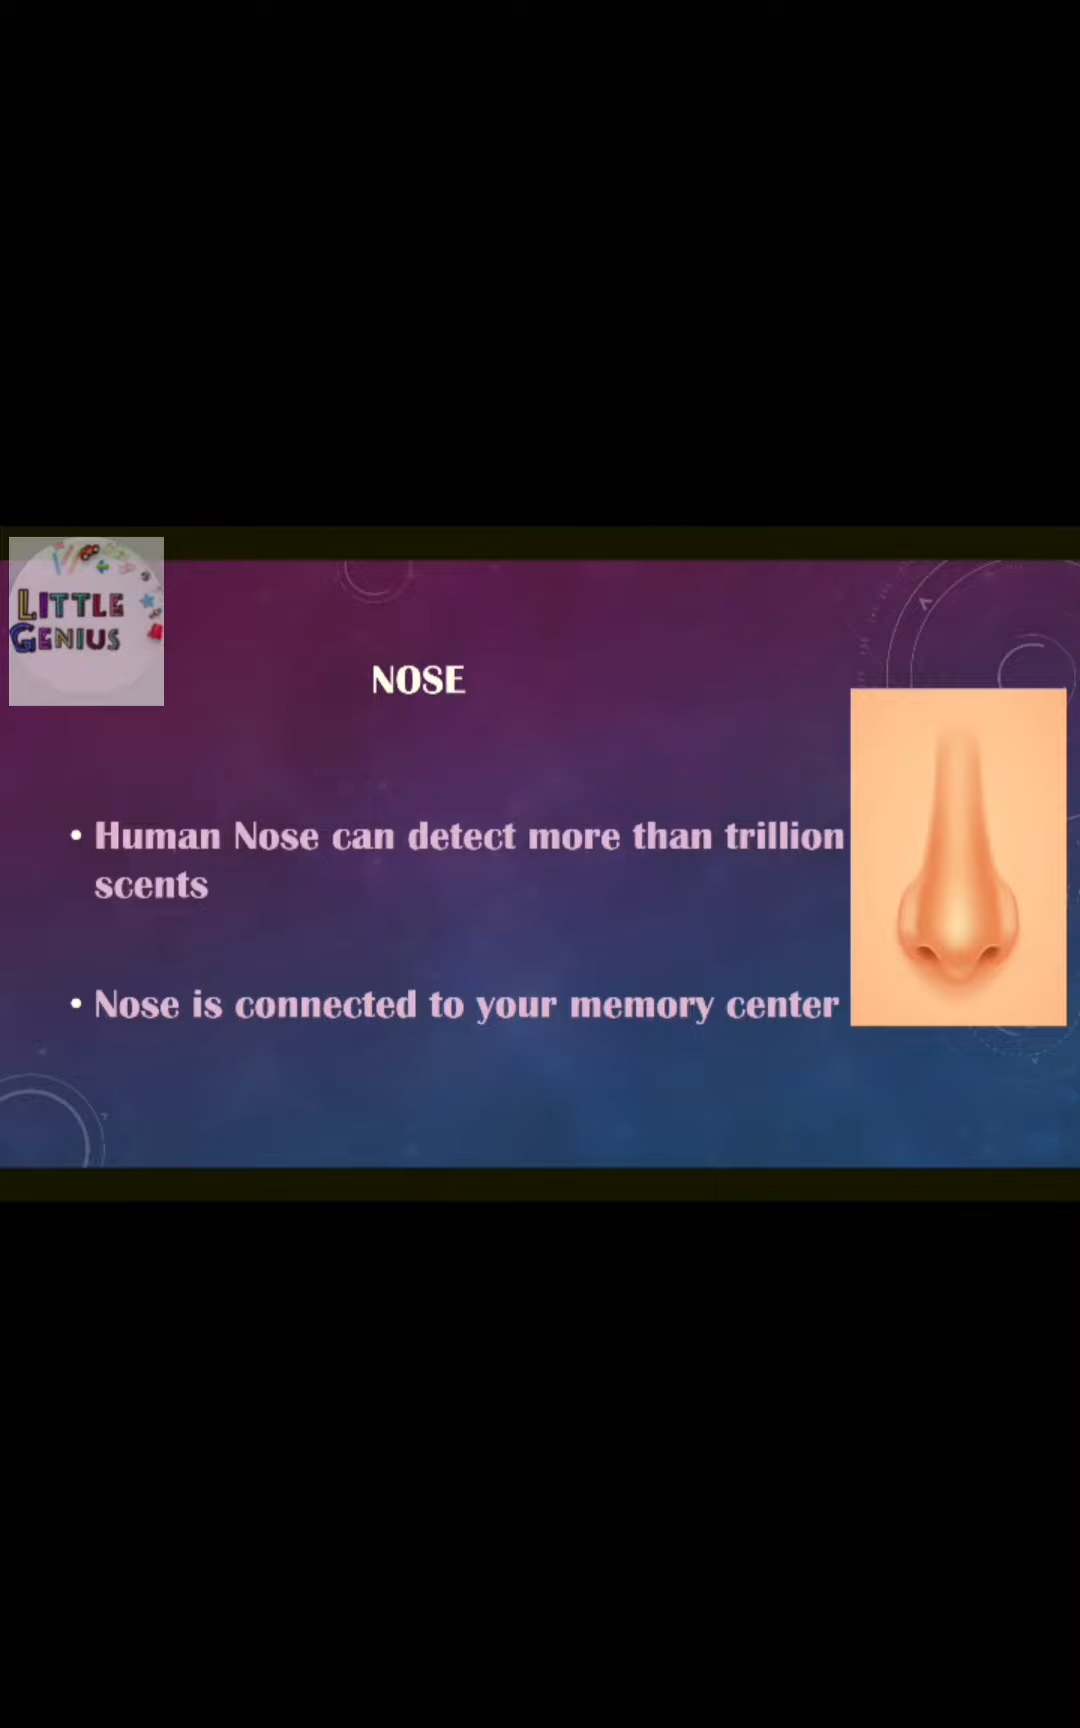 LITTLE
GENIUS
NOSE
• Human Nose can detect more than trillion
scents
• Nose is connected to your memory center